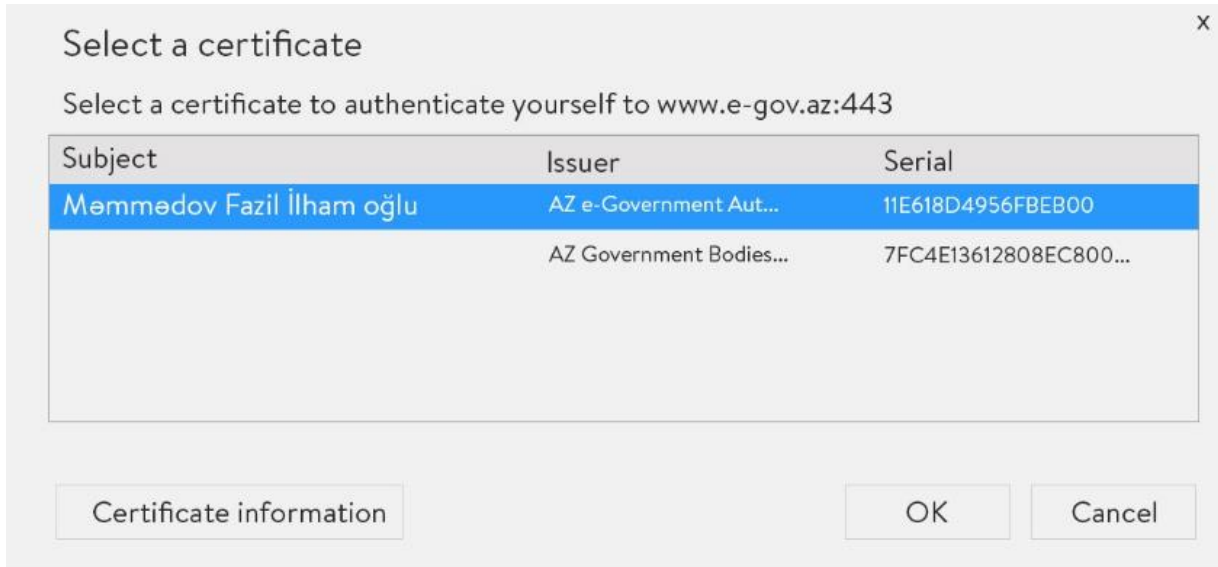 x
Select a certificate
Select a certificate to authenticate yourself to www.e-gov.az:443
Subject Issuer Serial
Məmmədov Fazil İlham oğlu AZ e-Government Aut... 11E618D4956FBEB00
AZ Government Bodies... 7FC4E13612808EC800...
Certificate information OK Cancel